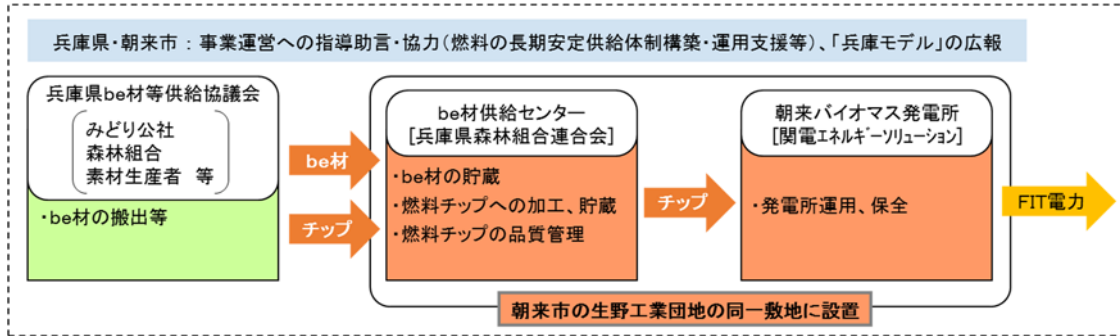 兵庫県・朝来市：事業運営への指導助言・協力（燃料の長期安定供給体制構築・運用支援等）、「兵庫モデル」の広報
兵庫県be材等供給協議会
みどり公社
森林組合
素材生産者　等
・be材の搬出等
be材
チップ
be材供給センター
[兵庫県森林組合連合会]
・be材の貯蔵
・燃料チップへの加工、貯蔵
・燃料チップの品質管理
チップ
朝来バイオマス発電所
[関電エネルギーソリューション]
・発電所運用、保全
FIT電力
朝来市の生野工業団地の同一敷地に設置